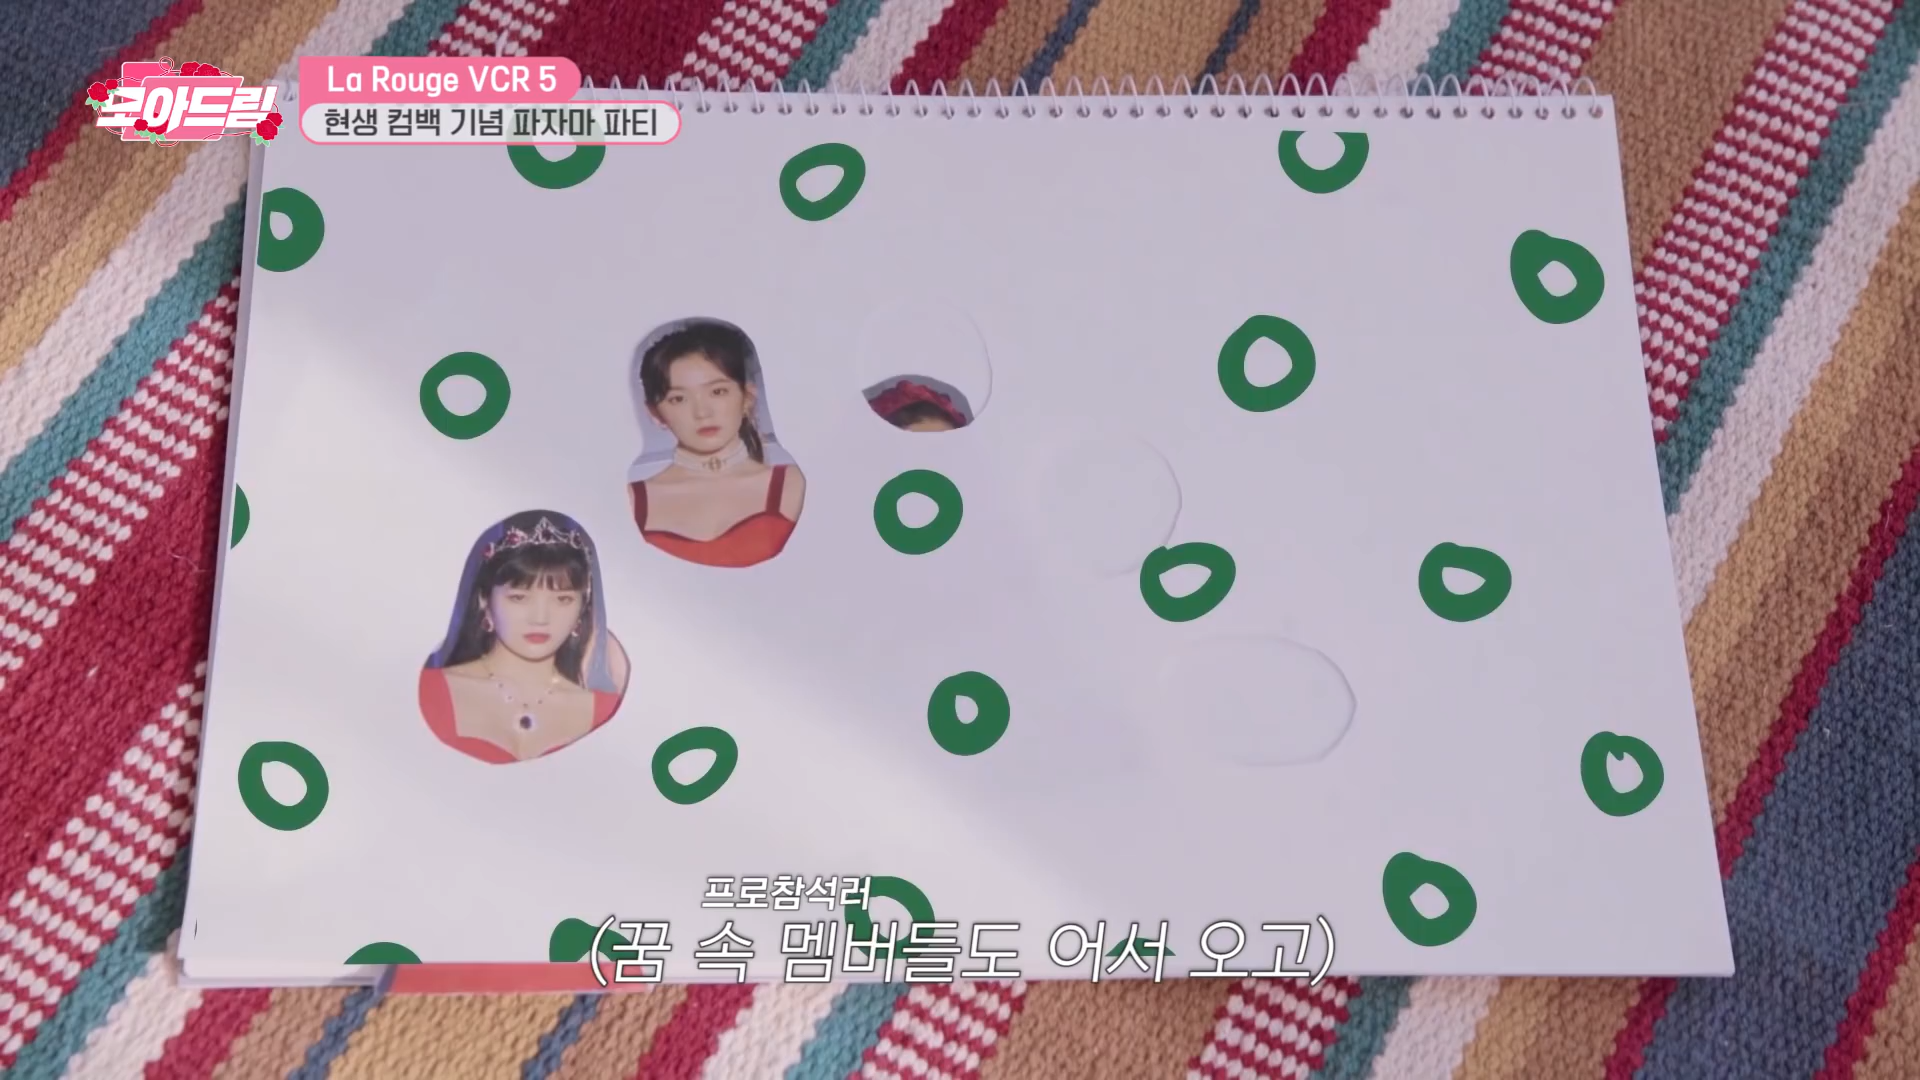 모아드림
La Rouge VCR 5
현생 컴백 기념 파자마 파티
프로참석러
(꿈 속 멤버들도 어서 오고)